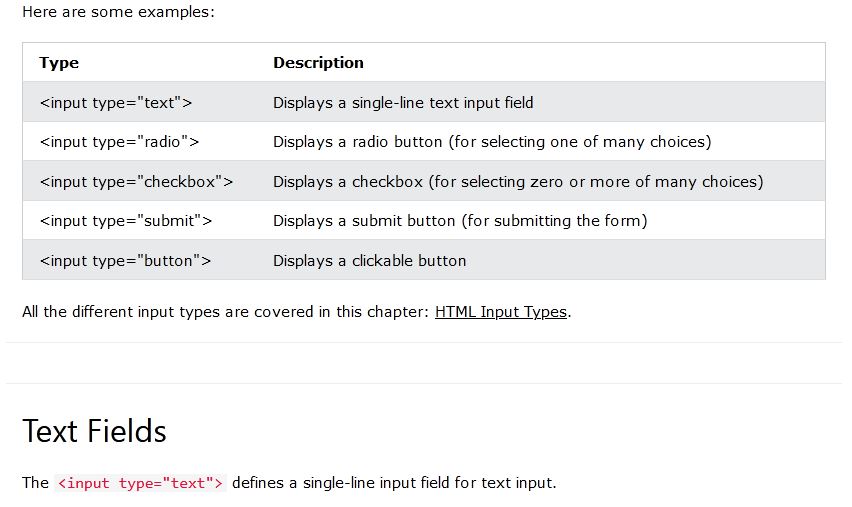 Here are some examples:
Type Description
<input type="text"> Displays a single-line text input field
<input type="radio"> Displays a radio button (for selecting one of many choices)
<input type="checkbox"> Displays a checkbox (for selecting zero or more of many choices)
<input type="submit"> Displays a submit button (for submitting the form)
<input type="button"> Displays a clickable button
All the different input types are covered in this chapter: HTML Input Types.
Text Fields
The <input type="text"> defines a single-line input field for text input.